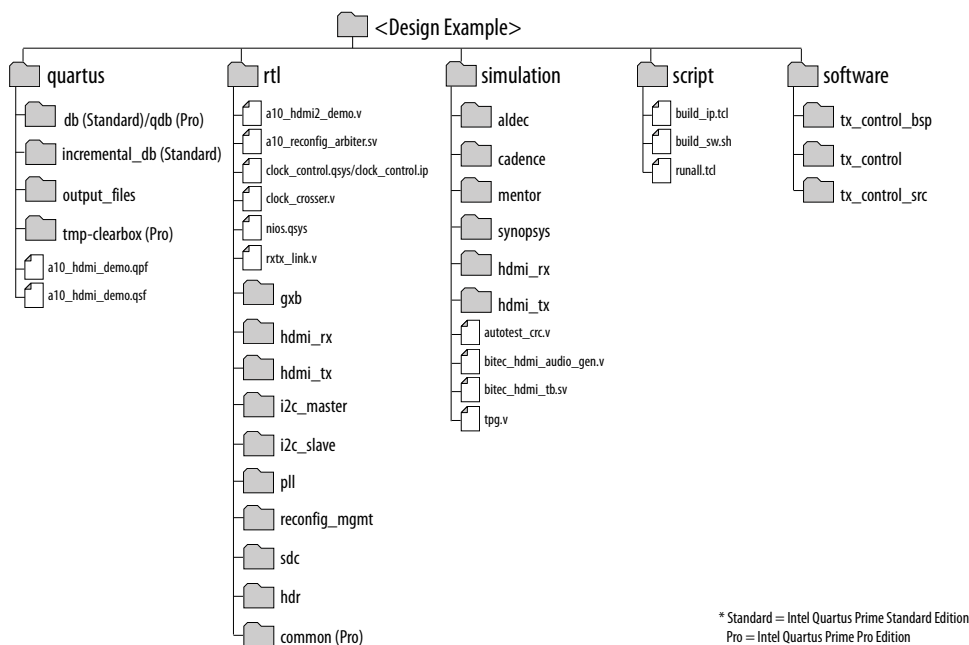 <Design Example>
quartus
db (Standard)/qdb (Pro)
incremental_db (Standard)
output_files
tmp-clearbox (Pro)
a10_hdmi_demo.qpf
a10_hdmi_demo.qsf
rtl
a10_hdmi2_demo.v
a10_reconfig_arbiter.sv
clock_control.qsys/clock_control.ip
clock_crosser.v
nios.qsys
rxtx_link.v
gxb
hdmi_rx
hdmi_tx
i2c_master
i2c_slave
pll
reconfig_mgmt
sdc
hdr
common (Pro)
simulation
aldec
cadence
mentor
synopsys
hdmi_rx
hdmi_tx
autotest_crc.v
bitec_hdmi_audio_gen.v
bitec_hdmi_tb.sv
tpg.v
script
build_ip.tcl
build_sw.sh
runall.tcl
software
tx_control_bsp
tx_control
tx_control_src
* Standard = Intel Quartus Prime Standard Edition
Pro = Intel Quartus Prime Pro Edition